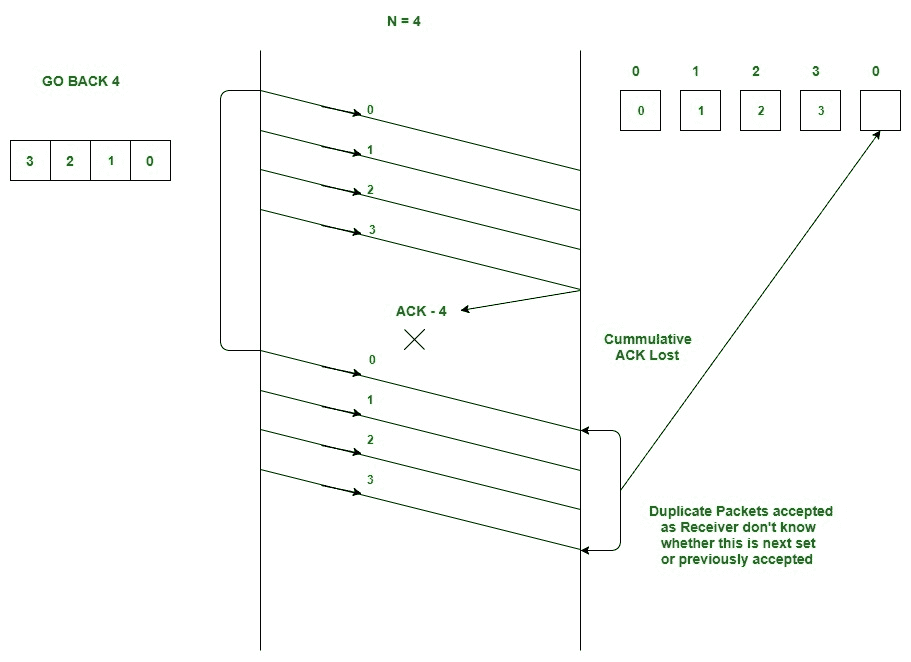 N = 4
GO BACK 4
3 2 1 0
0 1 2 3 0
0 1 2 3
0
1
2
3
ACK - 4
Cummulative
ACK Lost
0
1
2
3
Duplicate Packets accepted
as Receiver don't know
whether this is next set
or previously accepted